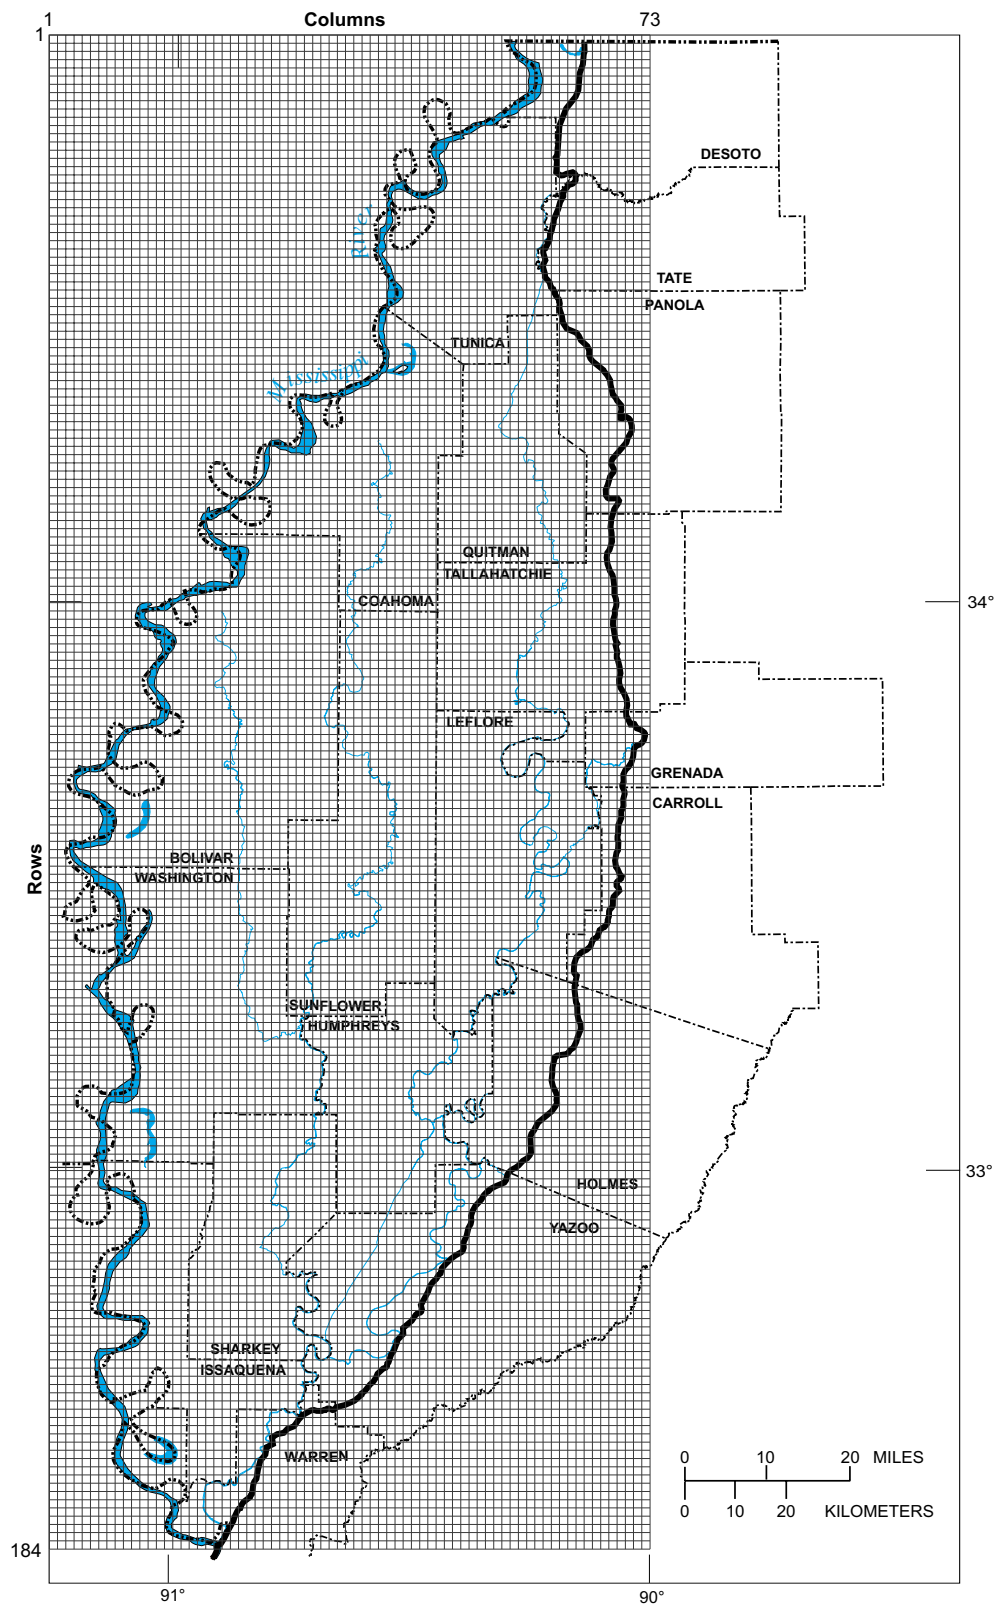 Columns
1 73
1
DESOTO
River
TATE
PANOLA
TUNICA
Mississippi
QUITMAN
TALLAHATCHIE
COAHOMA
34°
LEFLORE
GRENADA
CARROLL
Rows
BOLIVAR
WASHINGTON
SUNFLOWER
HUMPHREYS
33°
HOLMES
YAZOO
SHARKEY
ISSAQUENA
WARREN
0 10 20 MILES
0 10 20 KILOMETERS
184
91° 90°